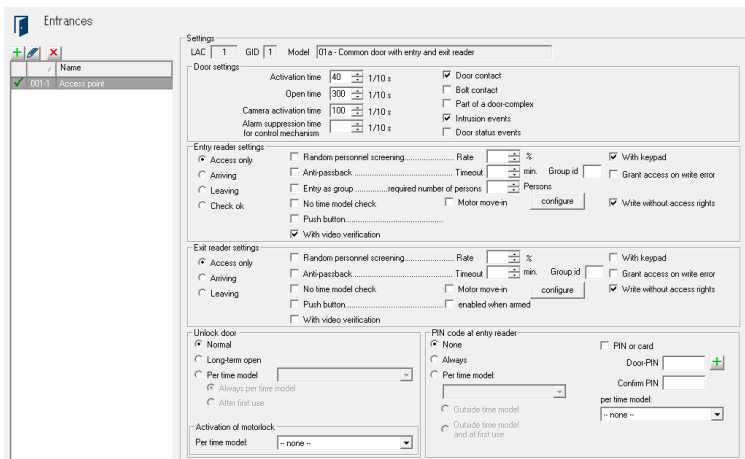 Entrances
Name
001-1 Access point
Settings
LAC 1 GID 1 Model 01a - Common door with entry and exit reader
Door settings
Activation time 40 1/10 s Door contact
Open time 300 1/10 s Bolt contact
Camera activation time 100 1/10 s Part of a door-complex
Alarm suppression time for control mechanism 1/10 s Intrusion events
Door status events
Entry reader settings
Access only Random personnel screening........................ Rate % With keypad
Arriving Anti-passback ...................................... Timeout min. Group id Grant access on write error
Leaving Entry as group ..............required number of persons Persons
Check ok No time model check Motor move-in configure Write without access rights
Push button....................................
With video verification
Exit reader settings
Access only Random personnel screening........................ Rate % With keypad
Arriving Anti-passback ...................................... Timeout min. Group id Grant access on write error
Leaving No time model check Motor move-in configure Write without access rights
Push button.................................... enabled when armed
With video verification
Unlock door
Normal
Long-term open
Per time model
Always per time model
After first use
Activation of motorlock
Per time model: -- none --
PIN code at entry reader
None PIN or card
Always Door-PIN
Per time model: Confirm PIN
per time model:
Outside time model -- none --
Outside time model
and at first use